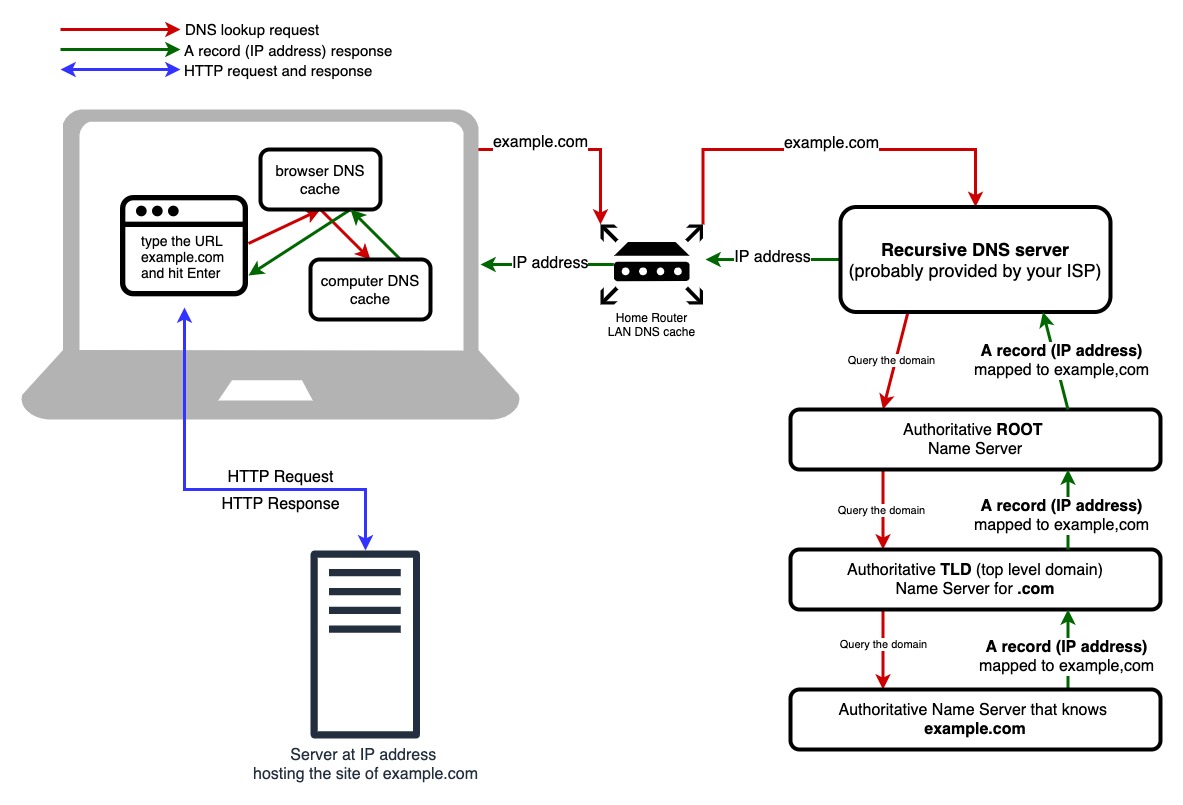 DNS lookup request
A record (IP address) response
HTTP request and response
browser DNS
cache
type the URL
example.com
and hit Enter
computer DNS
cache
example.com
IP address
Home Router
LAN DNS cache
example.com
IP address
Recursive DNS server
(probably provided by your ISP)
Query the domain
A record (IP address)
mapped to example,com
Authoritative ROOT
Name Server
Query the domain
A record (IP address)
mapped to example,com
Authoritative TLD (top level domain)
Name Server for .com
Query the domain
A record (IP address)
mapped to example,com
Authoritative Name Server that knows
example.com
HTTP Request
HTTP Response
Server at IP address
hosting the site of example.com